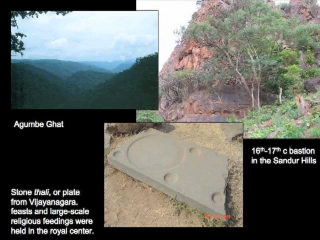 Agumbe Ghat
16th-17th c bastion
in the Sandur Hills
Stone thali, or plate
from Vijayanagara.
feasts and large-scale
religious feedings were
held in the royal center.